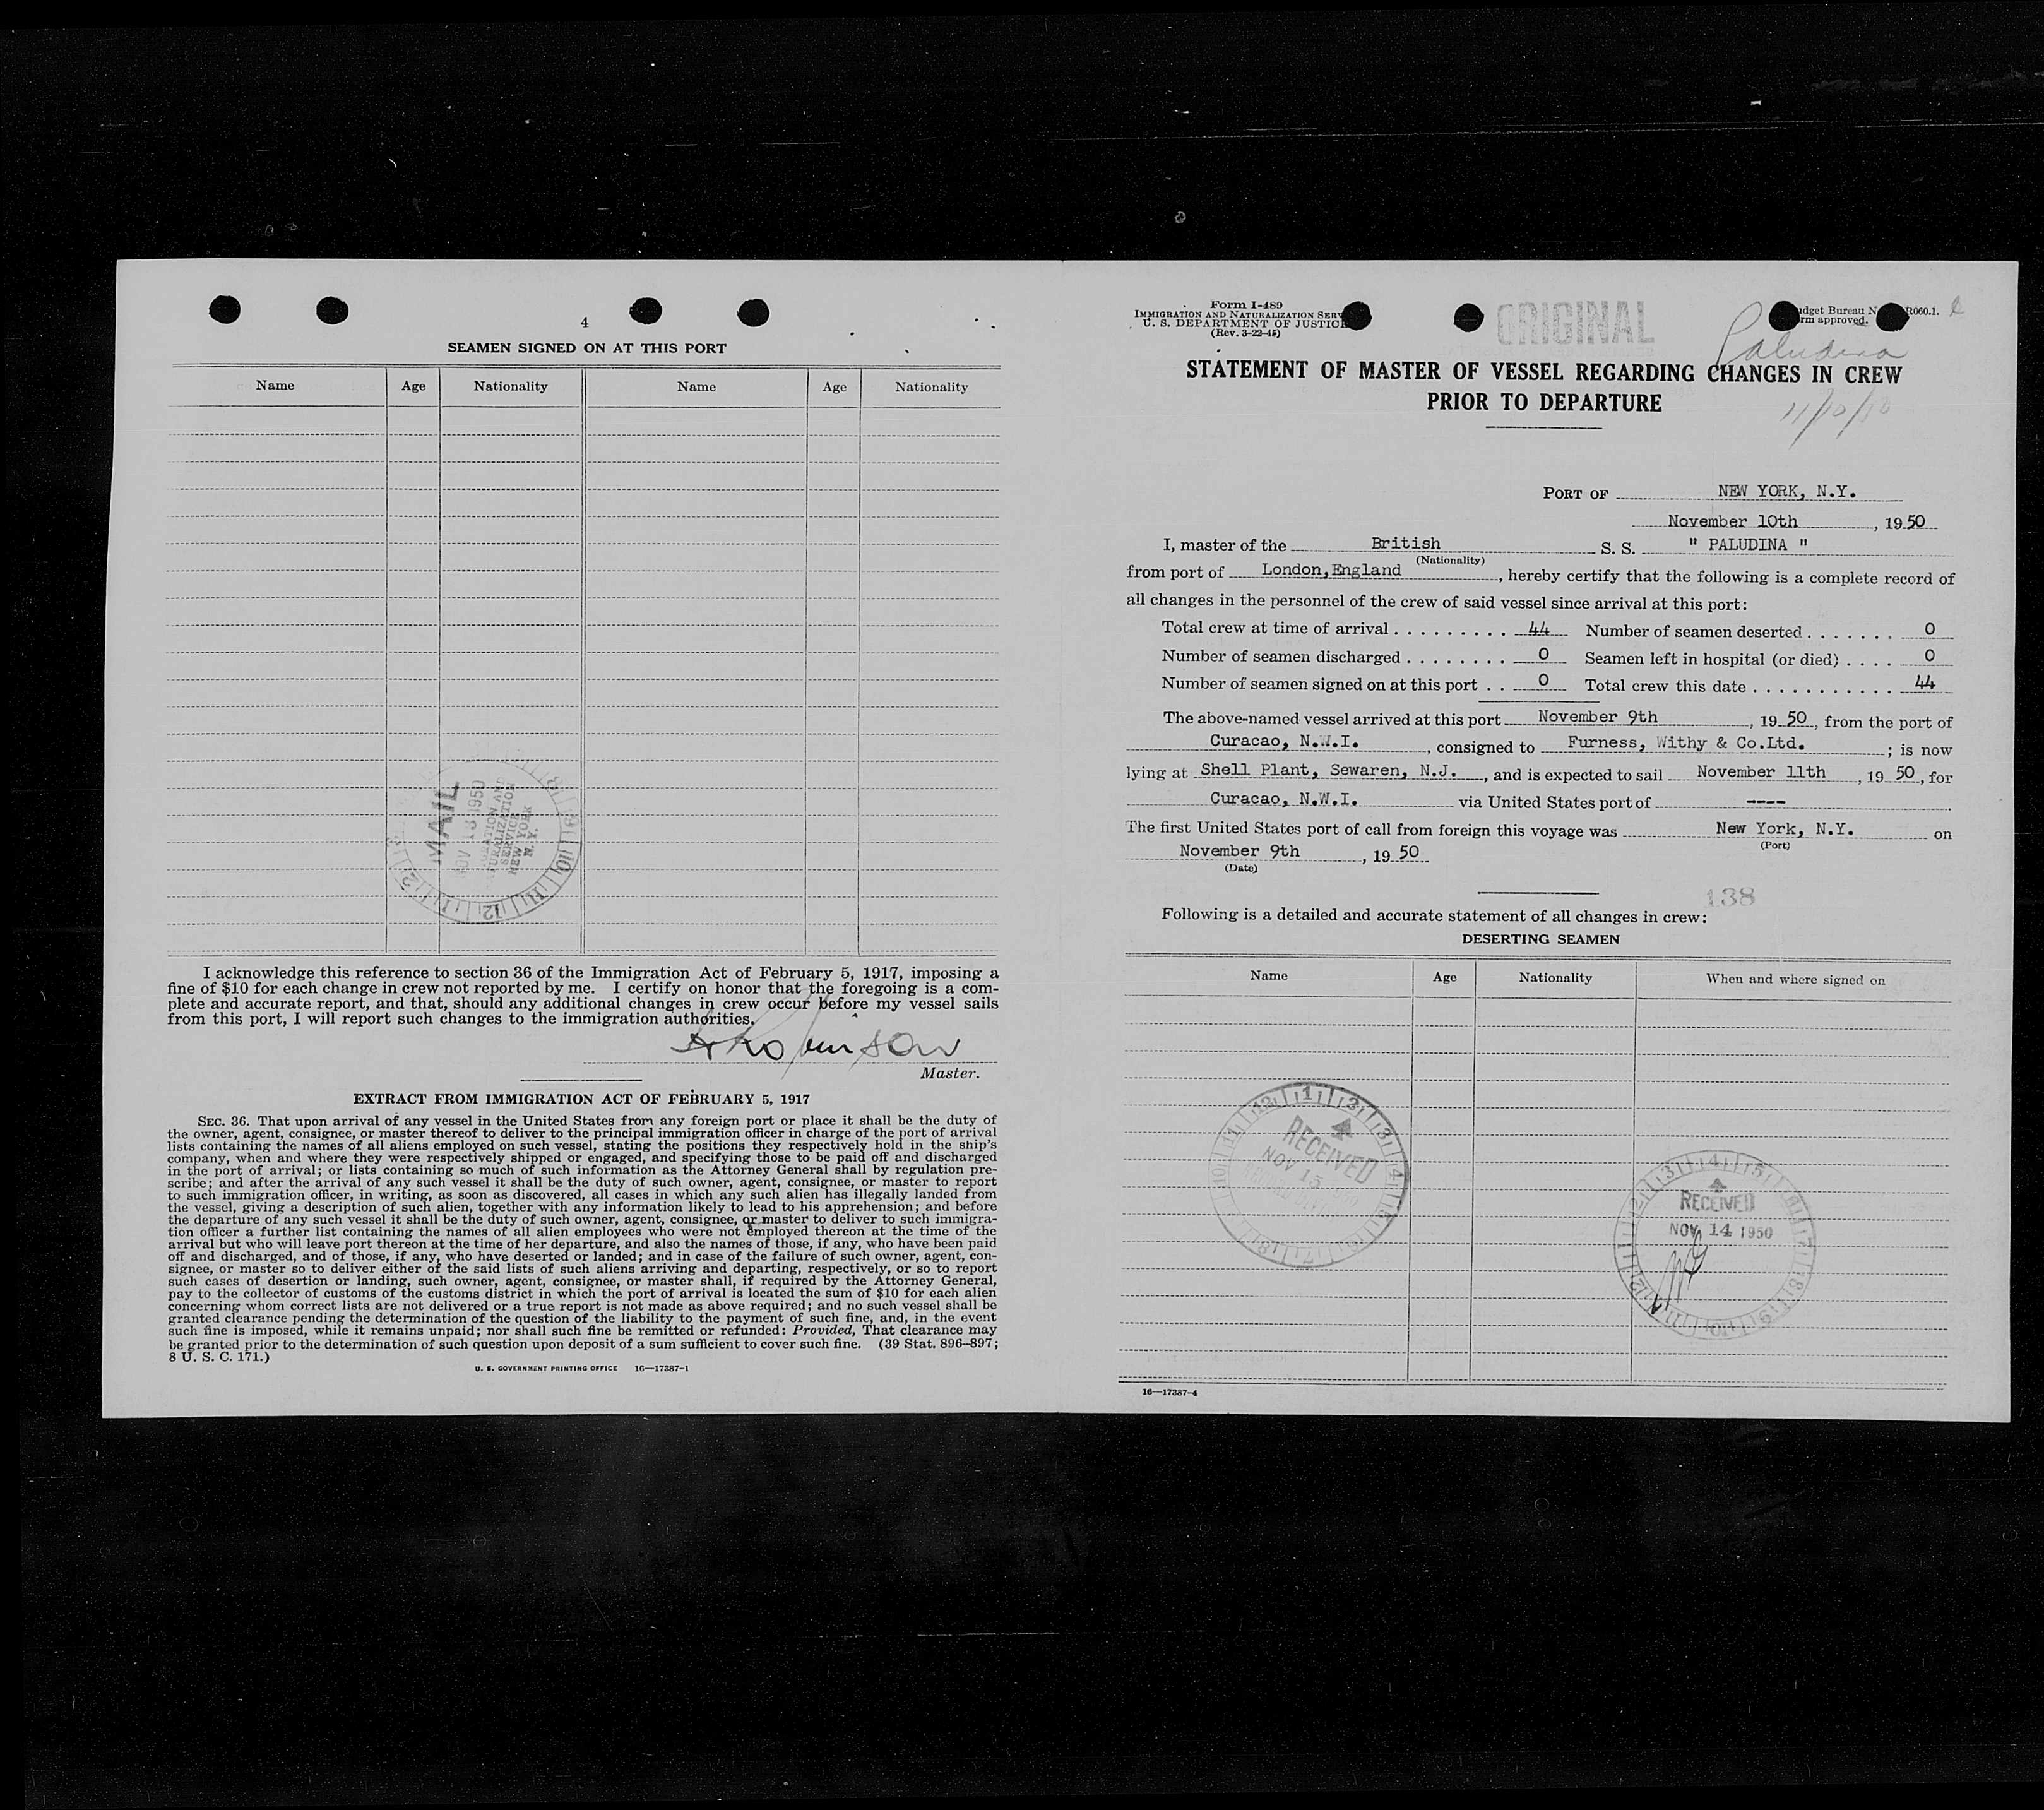 4
SEAMEN SIGNED ON AT THIS PORT
Name Age Nationality Name Age Nationality
MAIL
NOV 13 1950
NATURALIZATION
SERVICE
NEW YORK
N.Y.
I acknowledge this reference to section 36 of the Immigration Act of February 5, 1917, imposing a
fine of $10 for each change in crew not reported by me. I certify on honor that the foregoing is a com-
plete and accurate report, and that, should any additional changes in crew occur before my vessel sails
from this port, I will report such changes to the immigration authorities.
A Robinson
Master.
EXTRACT FROM IMMIGRATION ACT OF FEBRUARY 5, 1917
SEC. 36. That upon arrival of any vessel in the United States from any foreign port or place it shall be the duty of
the owner, agent, consignee, or master thereof to deliver to the principal immigration officer in charge of the port of arrival
lists containing the names of all aliens employed on such vessel, stating the positions they respectively hold in the ship's
company, when and where they were respectively shipped or engaged, and specifying those to be paid off and discharged
in the port of arrival; or lists containing so much of such information as the Attorney General shall by regulation pre-
scribe; and after the arrival of any such vessel it shall be the duty of such owner, agent, consignee, or master to report
to such immigration officer, in writing, as soon as discovered, all cases in which any such alien has illegally landed from
the vessel, giving a description of such alien, together with any information likely to lead to his apprehension; and before
the departure of any such vessel it shall be the duty of such owner, agent, consignee, or master to deliver to such immigra-
tion officer a further list containing the names of all alien employees who were not employed thereon at the time of the
arrival but who will leave port thereon at the time of her departure, and also the names of those, if any, who have been paid
off and discharged, and of those, if any, who have deserted or landed; and in case of the failure of such owner, agent, con-
signee, or master so to deliver either of the said lists of such aliens arriving and departing, respectively, or so to report
such cases of desertion or landing, such owner, agent, consignee, or master shall, if required by the Attorney General,
pay to the collector of customs of the customs district in which the port of arrival is located the sum of $10 for each alien
concerning whom correct lists are not delivered or a true report is not made as above required; and no such vessel shall be
granted clearance pending the determination of the question of the liability to the payment of such fine, and, in the event
such fine is imposed, while it remains unpaid; nor shall such fine be remitted or refunded: Provided, That clearance may
be granted prior to the determination of such question upon deposit of a sum sufficient to cover such fine. (39 Stat. 896–897;
8 U. S. C. 171.)
U. S. GOVERNMENT PRINTING OFFICE 16—17387-1
Form I-489
IMMIGRATION AND NATURALIZATION SERV
U. S. DEPARTMENT OF JUSTICE
(Rev. 3-22-45)
ORIGINAL
dget Bureau N R060.1.
rm approved.
Paludina
STATEMENT OF MASTER OF VESSEL REGARDING CHANGES IN CREW
PRIOR TO DEPARTURE
11/10/
PORT OF NEW YORK, N.Y.
November 10th , 19 50
I, master of the British S. S. " PALUDINA "
(Nationality)
from port of London, England , hereby certify that the following is a complete record of
all changes in the personnel of the crew of said vessel since arrival at this port:
Total crew at time of arrival . . . . . . . . . 44 Number of seamen deserted . . . . . . . 0
Number of seamen discharged . . . . . . . . 0 Seamen left in hospital (or died) . . . . 0
Number of seamen signed on at this port . . 0 Total crew this date . . . . . . . . . . . 44
The above-named vessel arrived at this port November 9th , 19 50, from the port of
Curacao, N.W.I. , consigned to Furness, Withy & Co.Ltd. ; is now
lying at Shell Plant, Sewaren, N.J. , and is expected to sail November 11th , 19 50, for
Curacao, N.W.I. via United States port of ----
The first United States port of call from foreign this voyage was New York, N.Y. on
(Port)
November 9th , 19 50
(Date)
138
Following is a detailed and accurate statement of all changes in crew:
DESERTING SEAMEN
Name Age Nationality When and where signed on
RECEIVED
NOV 15
RECEIVED
NOV 14 1950
16—17387-4